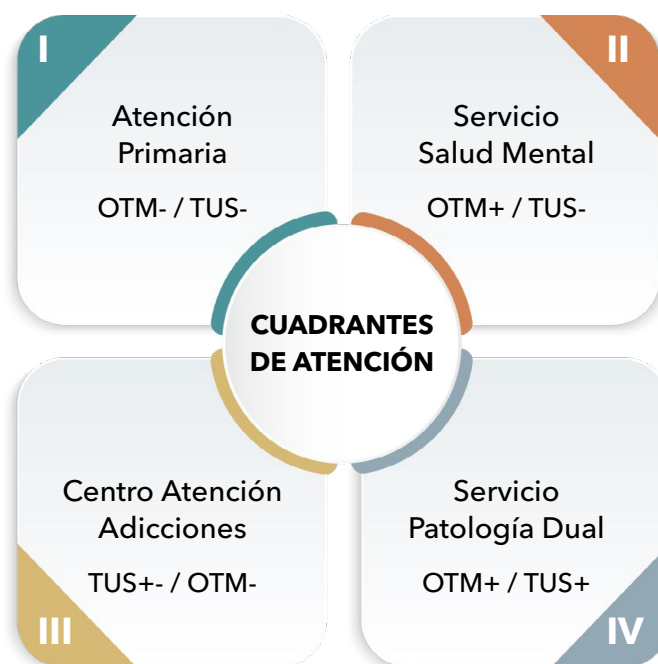 I
Atención
Primaria
OTM- / TUS-
II
Servicio
Salud Mental
OTM+ / TUS-
CUADRANTES
DE ATENCIÓN
Centro Atención
Adicciones
TUS+- / OTM-
III
Servicio
Patología Dual
OTM+ / TUS+
IV